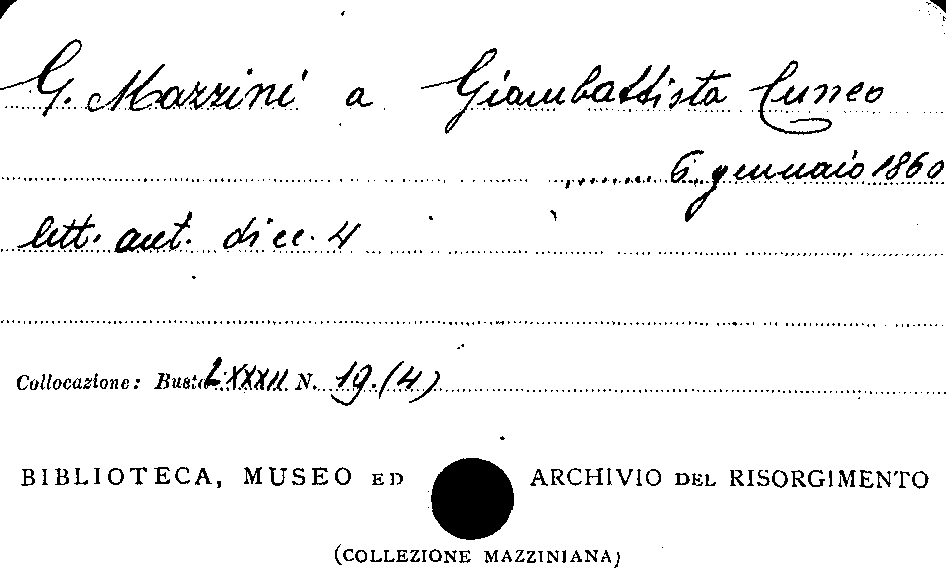 G. Mazzini a Giambattista Cuneo
6 gennaio 1860
lett. aut. di cc. 4
Collocazione: Busta LXXXII N. 19. (4)
BIBLIOTECA, MUSEO ED ARCHIVIO DEL RISORGIMENTO
(COLLEZIONE MAZZINIANA)